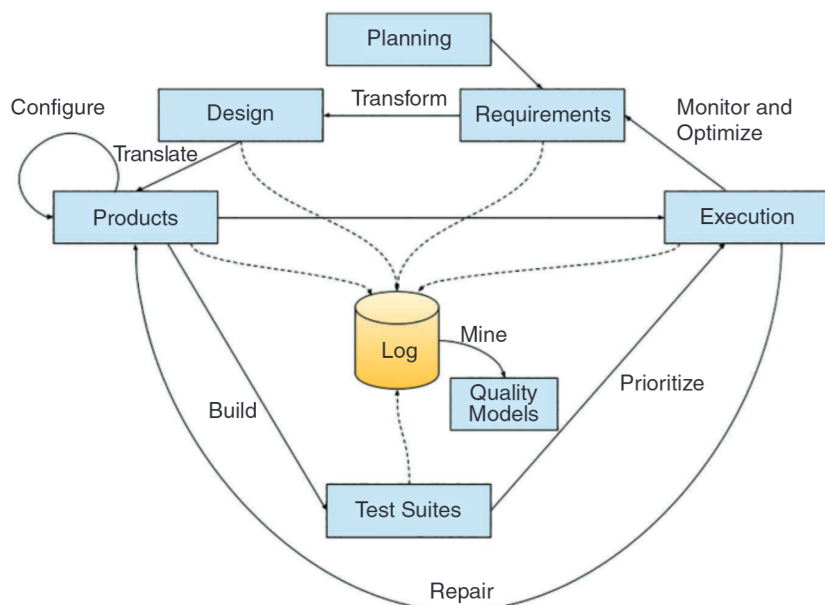 Planning
Configure
Design
Transform
Requirements
Monitor and
Optimize
Translate
Products
Execution
Log
Mine
Quality
Models
Prioritize
Build
Test Suites
Repair